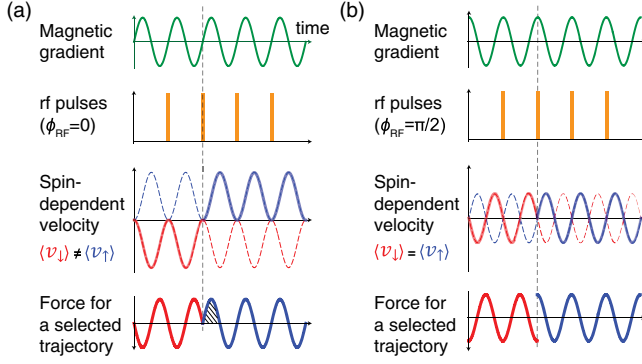 (a)
Magnetic
gradient
time
rf pulses
(ϕRF=0)
Spin-
dependent
velocity
⟨v↓⟩ ≠ ⟨v↑⟩
Force for
a selected
trajectory
(b)
Magnetic
gradient
rf pulses
(ϕRF=π/2)
Spin-
dependent
velocity
⟨v↓⟩ = ⟨v↑⟩
Force for
a selected
trajectory